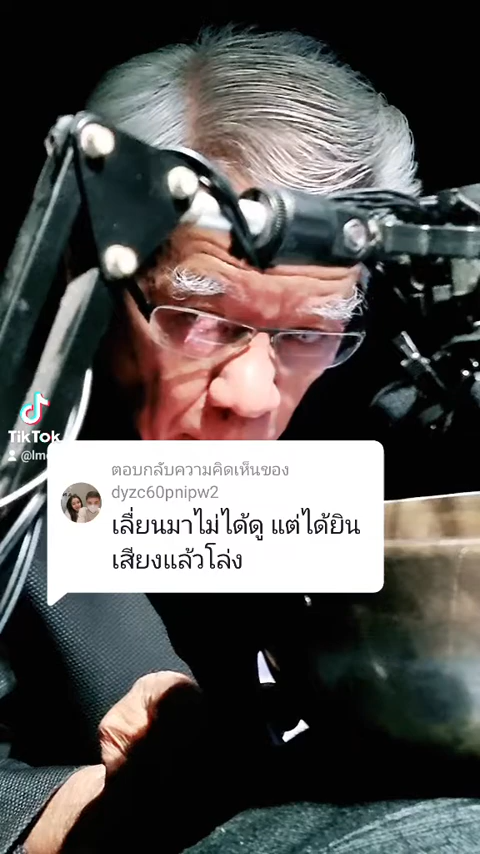 TikTok
ตอบกลับความคิดเห็นของ
dyzc60pnipw2
เลื่ยนมาไม่ได้ดู แต่ได้ยิน
เสียงแล้วโล่ง